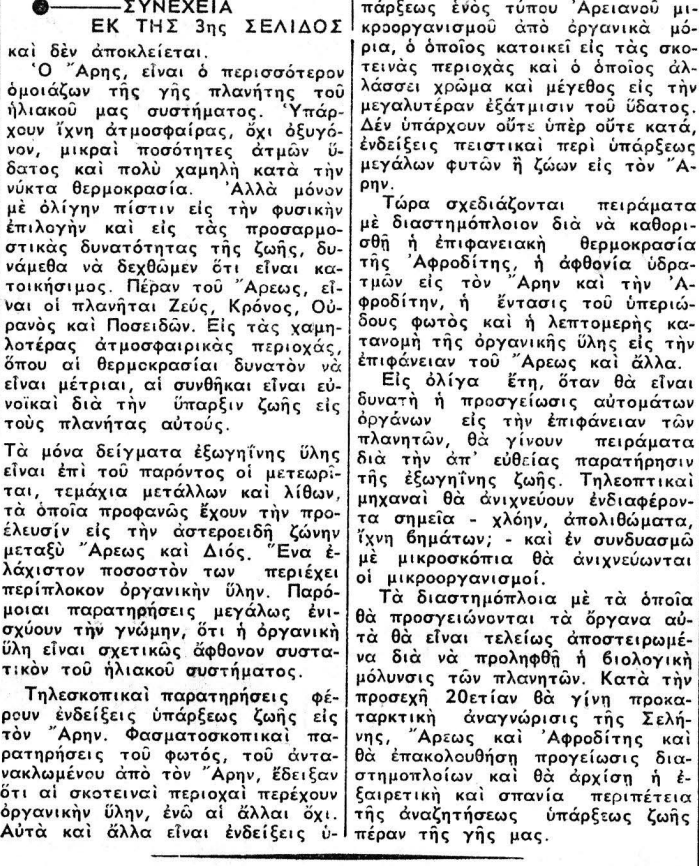 ΣΥΝΕΧΕΙΑ
ΕΚ ΤΗΣ 3ης ΣΕΛΙΔΟΣ
καὶ δὲν ἀποκλείεται.
Ὁ Ἄρης, εἶναι ὁ περισσότερον
ὁμοιάζων τῆς γῆς πλανήτης τοῦ
ἡλιακοῦ μας συστήματος. Ὑπάρ-
χουν ἴχνη ἀτμοσφαίρας, ὄχι ὀξυγό-
νον, μικραὶ ποσότητες ἀτμῶν ὕ-
δατος καὶ πολὺ χαμηλὴ κατὰ τὴν
νύκτα θερμοκρασία. Ἀλλὰ μόνον
μὲ ὀλίγην πίστιν εἰς τὴν φυσικὴν
ἐπιλογὴν καὶ εἰς τὰς προσαρμο-
στικὰς δυνατότητας τῆς ζωῆς, δυ-
νάμεθα νὰ δεχθῶμεν ὅτι εἶναι κα-
τοικήσιμος. Πέραν τοῦ Ἄρεως, εἶ-
ναι οἱ πλανῆται Ζεύς, Κρόνος, Οὐ-
ρανὸς καὶ Ποσειδῶν. Εἰς τὰς χαμη-
λοτέρας ἀτμοσφαιρικὰς περιοχάς,
ὅπου αἱ θερμοκρασίαι δυνατὸν νὰ
εἶναι μέτριαι, αἱ συνθῆκαι εἶναι εὐ-
νοϊκαὶ διὰ τὴν ὕπαρξιν ζωῆς εἰς
τοὺς πλανήτας αὐτούς.
Τὰ μόνα δείγματα ἐξωγηΐνης ὕλης
εἶναι ἐπὶ τοῦ παρόντος οἱ μετεωρῖ-
ται, τεμάχια μετάλλων καὶ λίθων,
τὰ ὁποῖα προφανῶς ἔχουν τὴν προ-
έλευσίν εἰς τὴν ἀστεροειδῆ ζώνην
μεταξὺ Ἄρεως καὶ Διός. Ἕνα ἐ-
λάχιστον ποσοστὸν των περιέχει
περίπλοκον ὀργανικὴν ὕλην. Παρό-
μοιαι παρατηρήσεις μεγάλως ἐνι-
σχύουν τὴν γνώμην, ὅτι ἡ ὀργανικὴ
ὕλη εἶναι σχετικῶς ἄφθονον συστα-
τικὸν τοῦ ἡλιακοῦ συστήματος.
Τηλεσκοπικαὶ παρατηρήσεις φέ-
ρουν ἐνδείξεις ὑπάρξεως ζωῆς εἰς
τὸν Ἄρην. Φασματοσκοπικαὶ πα-
ρατηρήσεις τοῦ φωτός, τοῦ ἀντα-
νακλωμένου ἀπὸ τὸν Ἄρην, ἔδειξαν
ὅτι αἱ σκοτειναὶ περιοχαὶ περέχουν
ὀργανικὴν ὕλην, ἐνῶ αἱ ἄλλαι ὄχι.
Αὐτὰ καὶ ἄλλα εἶναι ἐνδείξεις ὑ-
πάρξεως ἑνὸς τύπου Ἀρειανοῦ μι-
κροοργανισμοῦ ἀπὸ ὀργανικὰ μό-
ρια, ὁ ὁποῖος κατοικεῖ εἰς τὰς σκο-
τεινὰς περιοχὰς καὶ ὁ ὁποῖος ἀλ-
λάσσει χρῶμα καὶ μέγεθος εἰς τὴν
μεγαλυτέραν ἐξάτμισιν τοῦ ὕδατος.
Δὲν ὑπάρχουν οὔτε ὑπὲρ οὔτε κατά,
ἐνδείξεις πειστικαὶ περὶ ὑπάρξεως
μεγάλων φυτῶν ἢ ζώων εἰς τὸν Ἄ-
ρην.
Τώρα σχεδιάζονται πειράματα
μὲ διαστημόπλοιον διὰ νὰ καθορι-
σθῇ ἡ ἐπιφανειακὴ θερμοκρασία
τῆς Ἀφροδίτης, ἡ ἀφθονία ὑδρα-
τμῶν εἰς τὸν Ἄρην καὶ τὴν Ἀ-
φροδίτην, ἡ ἔντασις τοῦ ὑπεριώ-
δους φωτὸς καὶ ἡ λεπτομερὴς κα-
τανομὴ τῆς ὀργανικῆς ὕλης εἰς τὴν
ἐπιφάνειαν τοῦ Ἄρεως καὶ ἄλλα.
Εἰς ὀλίγα ἔτη, ὅταν θὰ εἶναι
δυνατὴ ἡ προσγείωσις αὐτομάτων
ὀργάνων εἰς τὴν ἐπιφάνειαν τῶν
πλανητῶν, θὰ γίνουν πειράματα
διὰ τὴν ἀπ' εὐθείας παρατήρησιν
τῆς ἐξωγηΐνης ζωῆς. Τηλεοπτικαὶ
μηχαναὶ θὰ ἀνιχνεύουν ἐνδιαφέρον-
τα σημεῖα - χλόην, ἀπολιθώματα,
ἴχνη βημάτων; - καὶ ἐν συνδυασμῷ
μὲ μικροσκόπια θὰ ἀνιχνεύωνται
οἱ μικροοργανισμοί.
Τὰ διαστημόπλοια μὲ τὰ ὁποῖα
θὰ προσγειώνονται τὰ ὄργανα αὐ-
τὰ θὰ εἶναι τελείως ἀποστειρωμέ-
να διὰ νὰ προληφθῇ ἡ βιολογικὴ
μόλυνσις τῶν πλανητῶν. Κατὰ τὴν
προσεχῆ 20ετίαν θὰ γίνῃ προκα-
ταρκτικὴ ἀναγνώρισις τῆς Σελή-
νης, Ἄρεως καὶ Ἀφροδίτης καὶ
θὰ ἐπακολουθήσῃ προγείωσις δια-
στημοπλοίων καὶ θὰ ἀρχίσῃ ἡ ἐ-
ξαιρετικὴ καὶ σπανία περιπέτεια
τῆς ἀναζητήσεως ὑπάρξεως ζωῆς
πέραν τῆς γῆς μας.